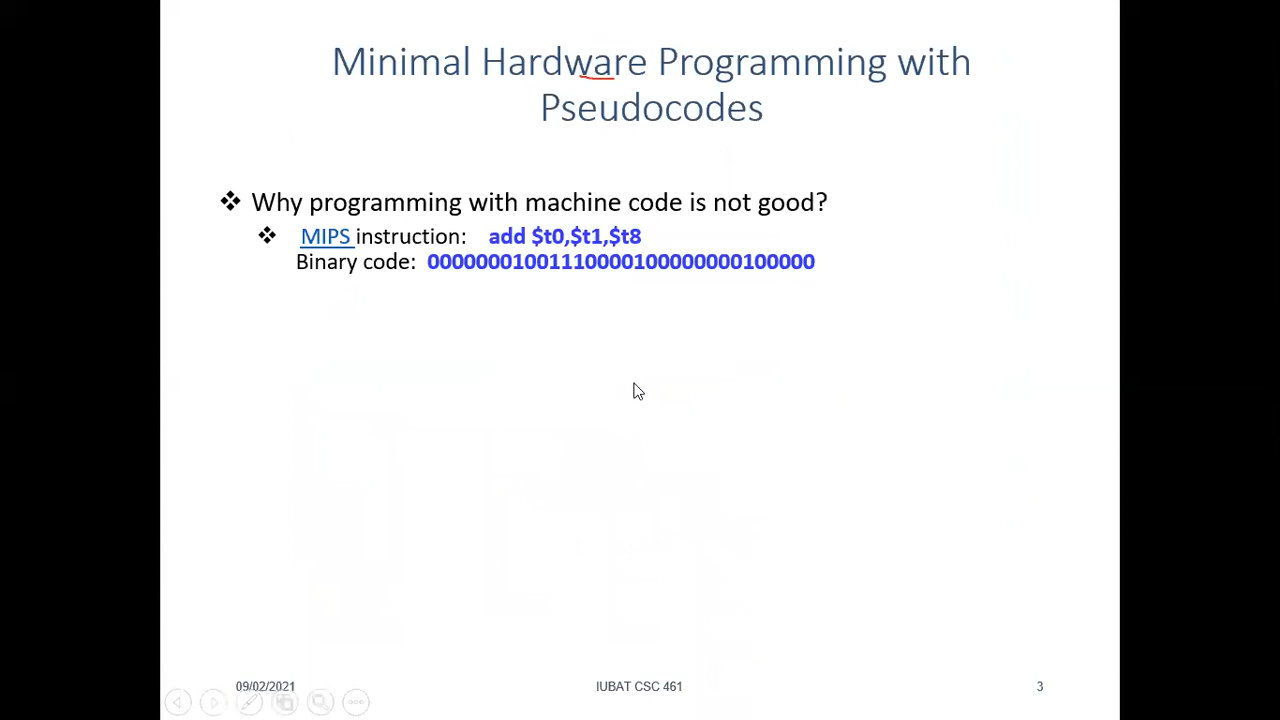 Minimal Hardware Programming with
Pseudocodes
Why programming with machine code is not good?
MIPS instruction: add $t0,$t1,$t8
Binary code: 00000001001110000100000000100000
09/02/2021 IUBAT CSC 461 3